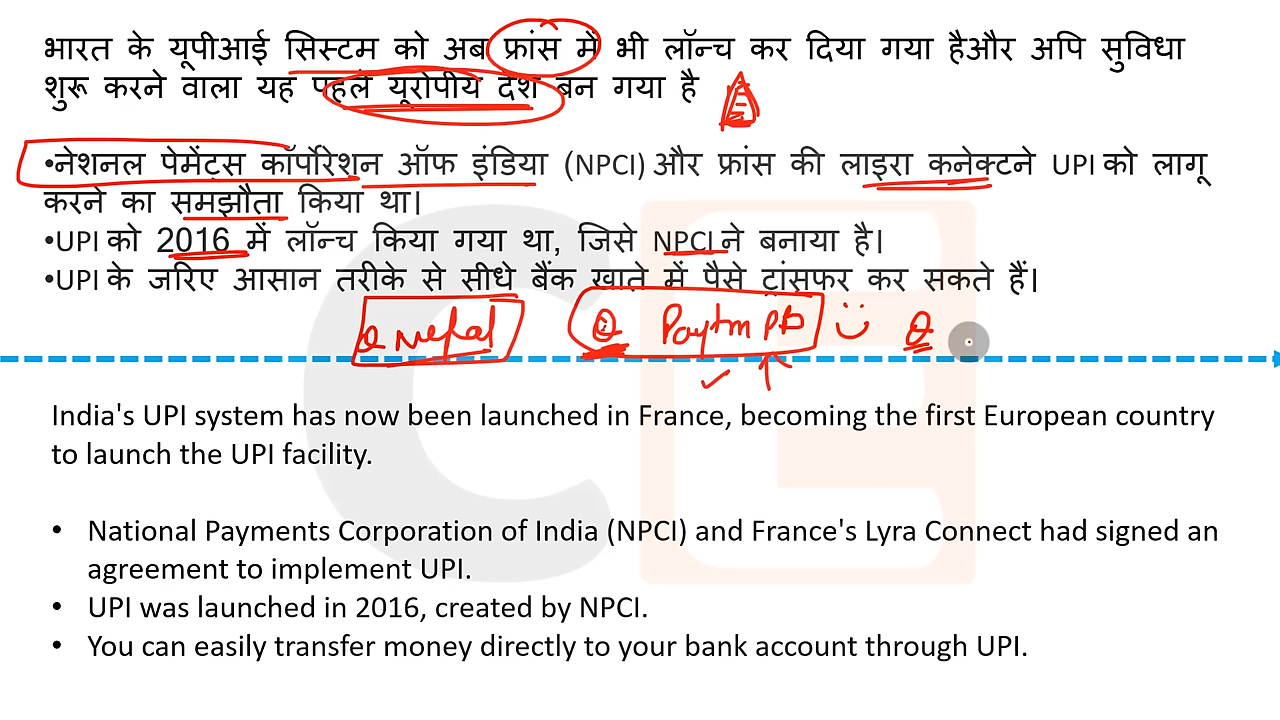 भारत के यूपीआई सिस्टम को अब फ्रांस में भी लॉन्च कर दिया गया हैऔर अपि सुविधा
शुरू करने वाला यह पहले यूरोपीय देश बन गया है
•नेशनल पेमेंट्स कॉर्पोरेशन ऑफ इंडिया (NPCI) और फ्रांस की लाइरा कनेक्टने UPI को लागू
करने का समझौता किया था।
•UPI को 2016 में लॉन्च किया गया था, जिसे NPCI ने बनाया है।
•UPI के जरिए आसान तरीके से सीधे बैंक खाते में पैसे ट्रांसफर कर सकते हैं।
Nepal Paytm PB
India's UPI system has now been launched in France, becoming the first European country
to launch the UPI facility.
• National Payments Corporation of India (NPCI) and France's Lyra Connect had signed an
agreement to implement UPI.
• UPI was launched in 2016, created by NPCI.
• You can easily transfer money directly to your bank account through UPI.